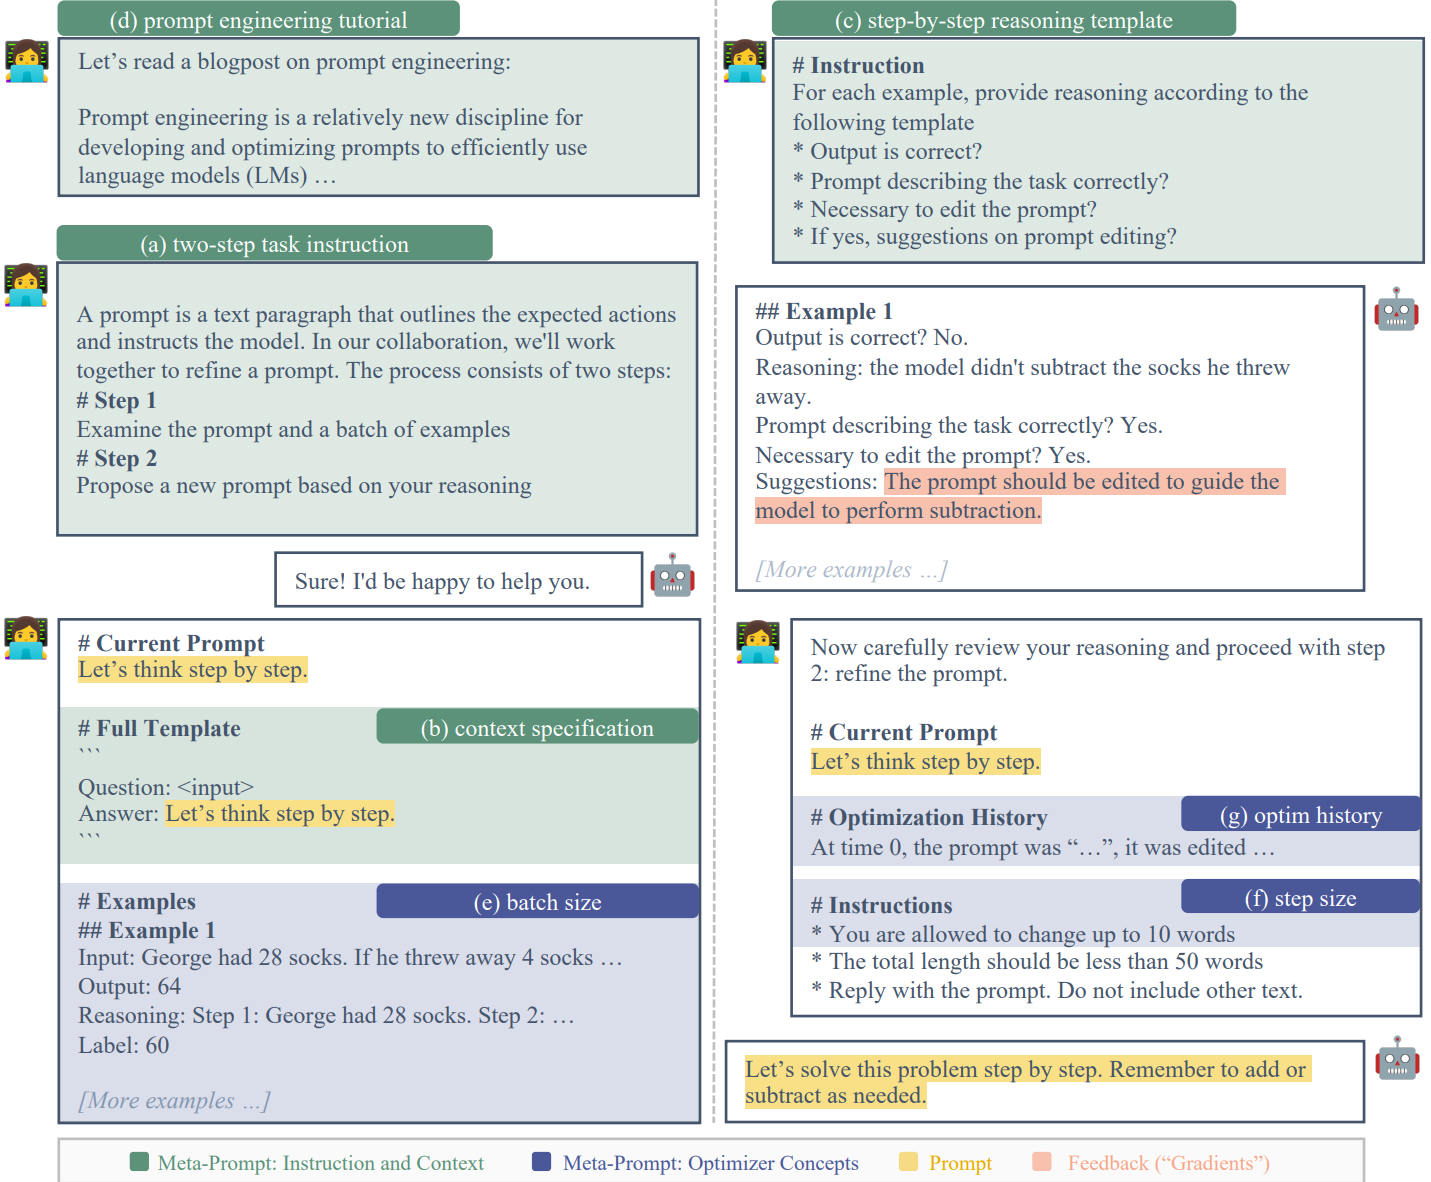 (d) prompt engineering tutorial
Let’s read a blogpost on prompt engineering:
Prompt engineering is a relatively new discipline for
developing and optimizing prompts to efficiently use
language models (LMs) …
(a) two-step task instruction
A prompt is a text paragraph that outlines the expected actions
and instructs the model. In our collaboration, we'll work
together to refine a prompt. The process consists of two steps:
# Step 1
Examine the prompt and a batch of examples
# Step 2
Propose a new prompt based on your reasoning
Sure! I'd be happy to help you.
# Current Prompt
Let’s think step by step.
# Full Template
(b) context specification
```
Question: <input>
Answer: Let’s think step by step.
```
# Examples
(e) batch size
## Example 1
Input: George had 28 socks. If he threw away 4 socks …
Output: 64
Reasoning: Step 1: George had 28 socks. Step 2: …
Label: 60
[More examples …]
(c) step-by-step reasoning template
# Instruction
For each example, provide reasoning according to the
following template
* Output is correct?
* Prompt describing the task correctly?
* Necessary to edit the prompt?
* If yes, suggestions on prompt editing?
## Example 1
Output is correct? No.
Reasoning: the model didn't subtract the socks he threw
away.
Prompt describing the task correctly? Yes.
Necessary to edit the prompt? Yes.
Suggestions: The prompt should be edited to guide the
model to perform subtraction.
[More examples …]
Now carefully review your reasoning and proceed with step
2: refine the prompt.
# Current Prompt
Let’s think step by step.
# Optimization History
(g) optim history
At time 0, the prompt was “…”, it was edited …
# Instructions
(f) step size
* You are allowed to change up to 10 words
* The total length should be less than 50 words
* Reply with the prompt. Do not include other text.
Let’s solve this problem step by step. Remember to add or
subtract as needed.
Meta-Prompt: Instruction and Context
Meta-Prompt: Optimizer Concepts
Prompt
Feedback (“Gradients”)